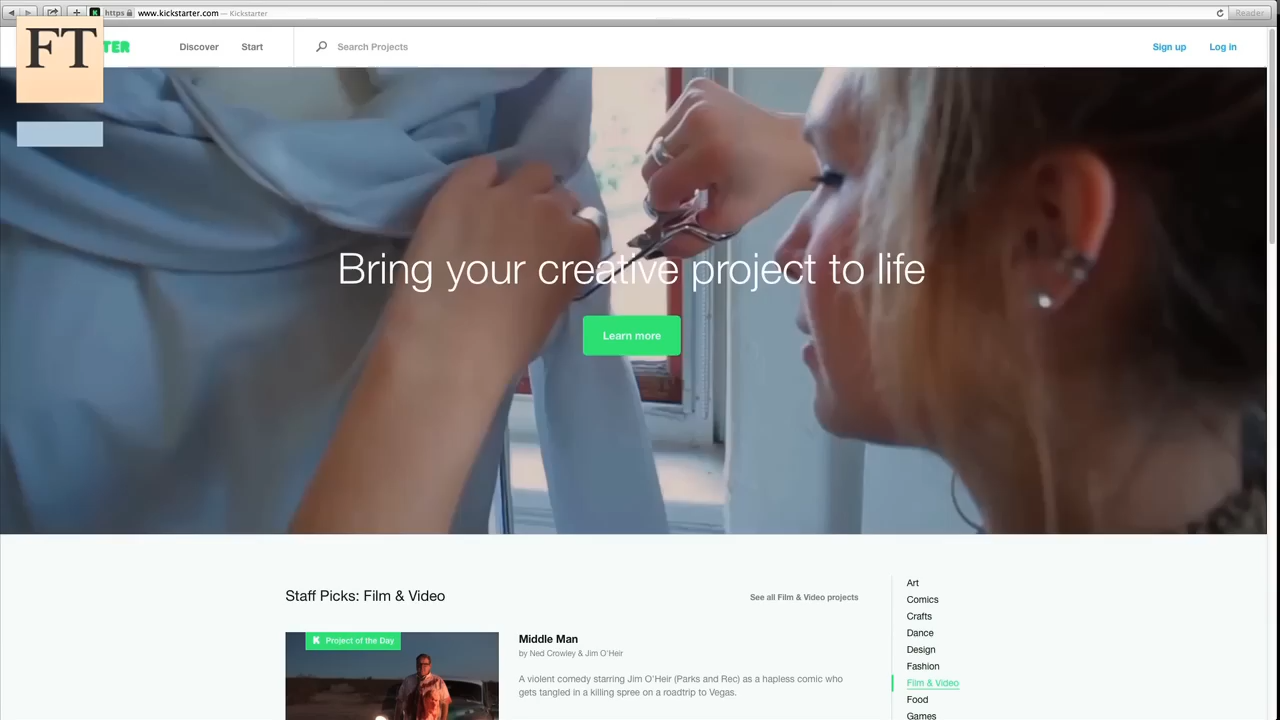 https www.kickstarter.com — Kickstarter
Reader
FT
TER
Discover
Start
Search Projects
Sign up
Log in
Bring your creative project to life
Learn more
Staff Picks: Film & Video
See all Film & Video projects
Project of the Day
Middle Man
by Ned Crowley & Jim O'Heir
A violent comedy starring Jim O'Heir (Parks and Rec) as a hapless comic who
gets tangled in a killing spree on a roadtrip to Vegas.
Art
Comics
Crafts
Dance
Design
Fashion
Film & Video
Food
Games